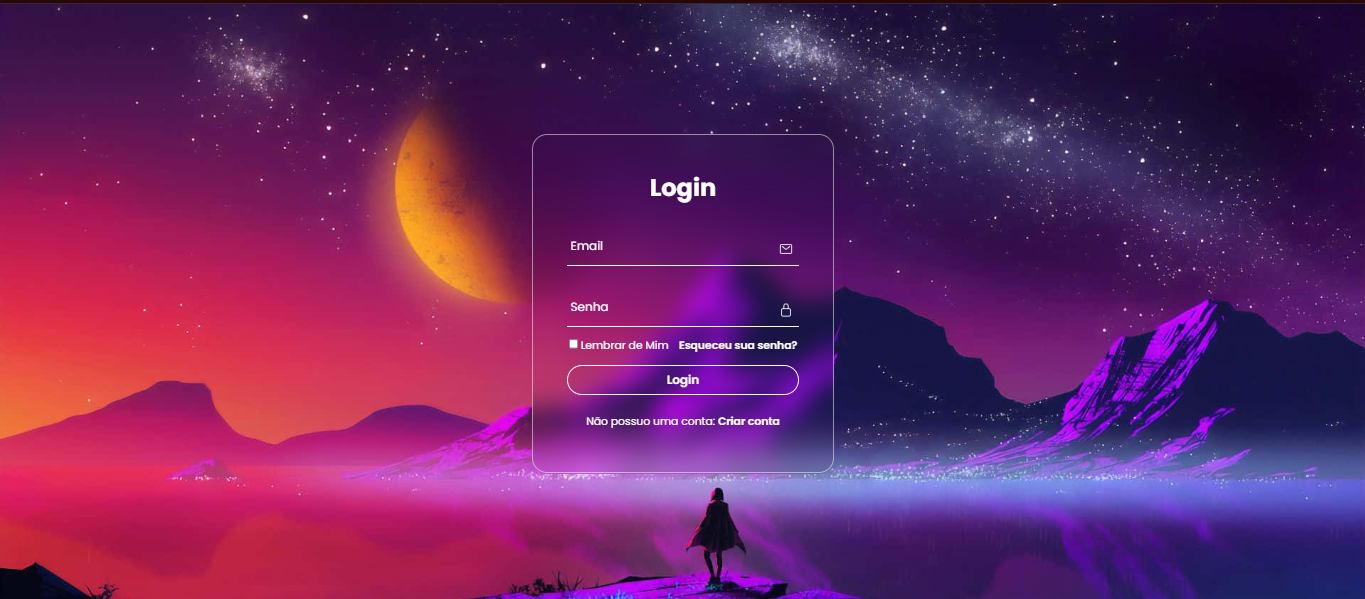 Login
Email
Senha
Lembrar de Mim Esqueceu sua senha?
Login
Não possuo uma conta: Criar conta